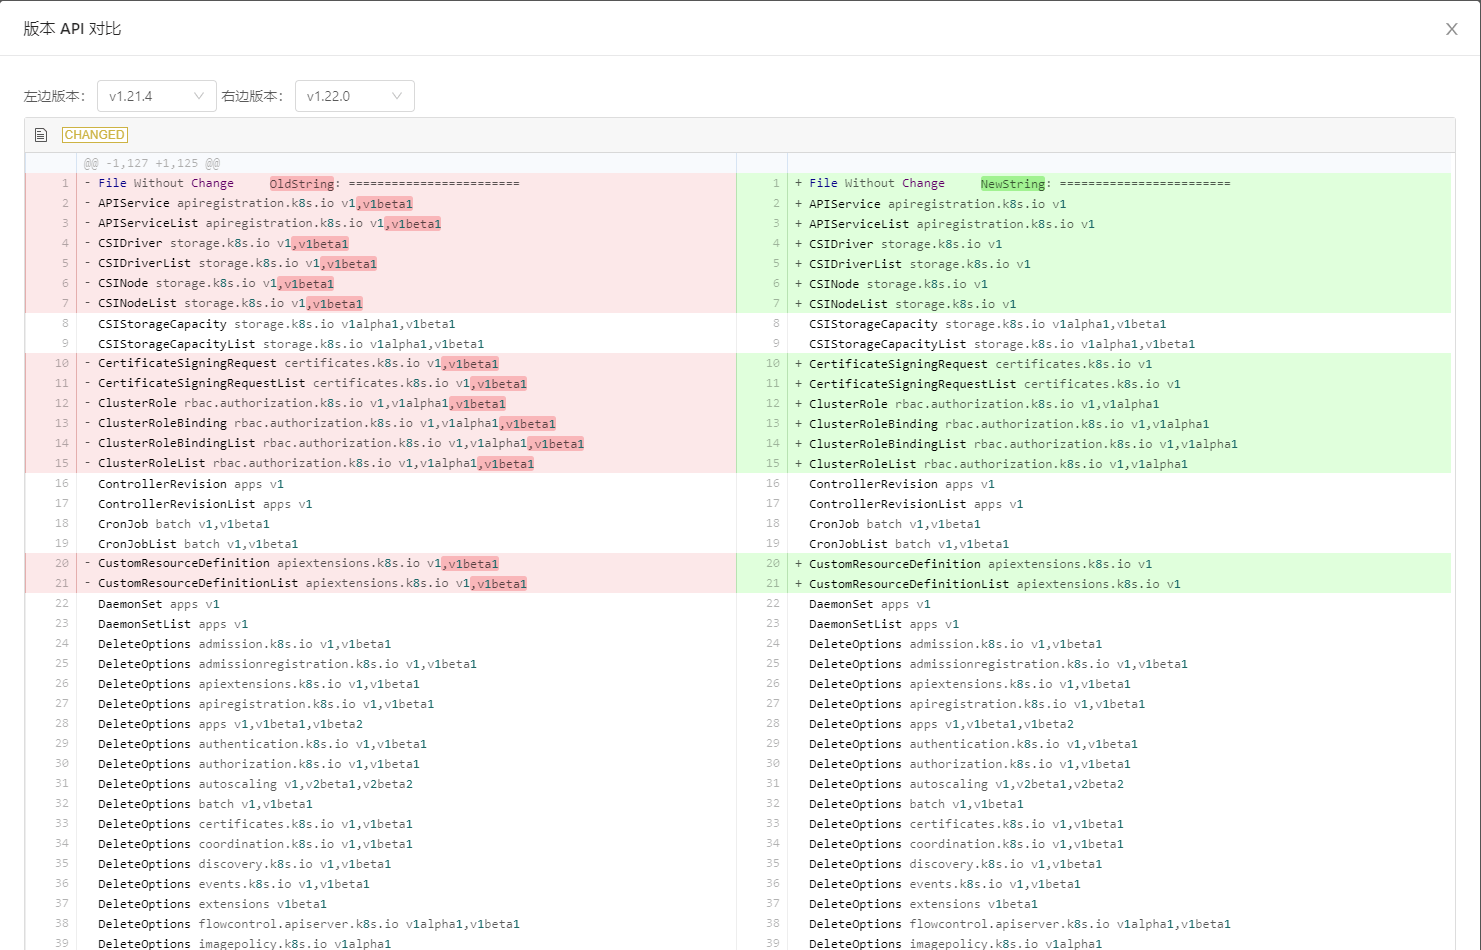 版本 API 对比
左边版本： v1.21.4 右边版本： v1.22.0
CHANGED
@@ -1,127 +1,125 @@
1 - File Without Change OldString: ========================
2 - APIService apiregistration.k8s.io v1,v1beta1
3 - APIServiceList apiregistration.k8s.io v1,v1beta1
4 - CSIDriver storage.k8s.io v1,v1beta1
5 - CSIDriverList storage.k8s.io v1,v1beta1
6 - CSINode storage.k8s.io v1,v1beta1
7 - CSINodeList storage.k8s.io v1,v1beta1
8 CSIStorageCapacity storage.k8s.io v1alpha1,v1beta1
9 CSIStorageCapacityList storage.k8s.io v1alpha1,v1beta1
10 - CertificateSigningRequest certificates.k8s.io v1,v1beta1
11 - CertificateSigningRequestList certificates.k8s.io v1,v1beta1
12 - ClusterRole rbac.authorization.k8s.io v1,v1alpha1,v1beta1
13 - ClusterRoleBinding rbac.authorization.k8s.io v1,v1alpha1,v1beta1
14 - ClusterRoleBindingList rbac.authorization.k8s.io v1,v1alpha1,v1beta1
15 - ClusterRoleList rbac.authorization.k8s.io v1,v1alpha1,v1beta1
16 ControllerRevision apps v1
17 ControllerRevisionList apps v1
18 CronJob batch v1,v1beta1
19 CronJobList batch v1,v1beta1
20 - CustomResourceDefinition apiextensions.k8s.io v1,v1beta1
21 - CustomResourceDefinitionList apiextensions.k8s.io v1,v1beta1
22 DaemonSet apps v1
23 DaemonSetList apps v1
24 DeleteOptions admission.k8s.io v1,v1beta1
25 DeleteOptions admissionregistration.k8s.io v1,v1beta1
26 DeleteOptions apiextensions.k8s.io v1,v1beta1
27 DeleteOptions apiregistration.k8s.io v1,v1beta1
28 DeleteOptions apps v1,v1beta1,v1beta2
29 DeleteOptions authentication.k8s.io v1,v1beta1
30 DeleteOptions authorization.k8s.io v1,v1beta1
31 DeleteOptions autoscaling v1,v2beta1,v2beta2
32 DeleteOptions batch v1,v1beta1
33 DeleteOptions certificates.k8s.io v1,v1beta1
34 DeleteOptions coordination.k8s.io v1,v1beta1
35 DeleteOptions discovery.k8s.io v1,v1beta1
36 DeleteOptions events.k8s.io v1,v1beta1
37 DeleteOptions extensions v1beta1
38 DeleteOptions flowcontrol.apiserver.k8s.io v1alpha1,v1beta1
39 DeleteOptions imagepolicy.k8s.io v1alpha1
1 + File Without Change NewString: ========================
2 + APIService apiregistration.k8s.io v1
3 + APIServiceList apiregistration.k8s.io v1
4 + CSIDriver storage.k8s.io v1
5 + CSIDriverList storage.k8s.io v1
6 + CSINode storage.k8s.io v1
7 + CSINodeList storage.k8s.io v1
8 CSIStorageCapacity storage.k8s.io v1alpha1,v1beta1
9 CSIStorageCapacityList storage.k8s.io v1alpha1,v1beta1
10 + CertificateSigningRequest certificates.k8s.io v1
11 + CertificateSigningRequestList certificates.k8s.io v1
12 + ClusterRole rbac.authorization.k8s.io v1,v1alpha1
13 + ClusterRoleBinding rbac.authorization.k8s.io v1,v1alpha1
14 + ClusterRoleBindingList rbac.authorization.k8s.io v1,v1alpha1
15 + ClusterRoleList rbac.authorization.k8s.io v1,v1alpha1
16 ControllerRevision apps v1
17 ControllerRevisionList apps v1
18 CronJob batch v1,v1beta1
19 CronJobList batch v1,v1beta1
20 + CustomResourceDefinition apiextensions.k8s.io v1
21 + CustomResourceDefinitionList apiextensions.k8s.io v1
22 DaemonSet apps v1
23 DaemonSetList apps v1
24 DeleteOptions admission.k8s.io v1,v1beta1
25 DeleteOptions admissionregistration.k8s.io v1,v1beta1
26 DeleteOptions apiextensions.k8s.io v1,v1beta1
27 DeleteOptions apiregistration.k8s.io v1,v1beta1
28 DeleteOptions apps v1,v1beta1,v1beta2
29 DeleteOptions authentication.k8s.io v1,v1beta1
30 DeleteOptions authorization.k8s.io v1,v1beta1
31 DeleteOptions autoscaling v1,v2beta1,v2beta2
32 DeleteOptions batch v1,v1beta1
33 DeleteOptions certificates.k8s.io v1,v1beta1
34 DeleteOptions coordination.k8s.io v1,v1beta1
35 DeleteOptions discovery.k8s.io v1,v1beta1
36 DeleteOptions events.k8s.io v1,v1beta1
37 DeleteOptions extensions v1beta1
38 DeleteOptions flowcontrol.apiserver.k8s.io v1alpha1,v1beta1
39 DeleteOptions imagepolicy.k8s.io v1alpha1